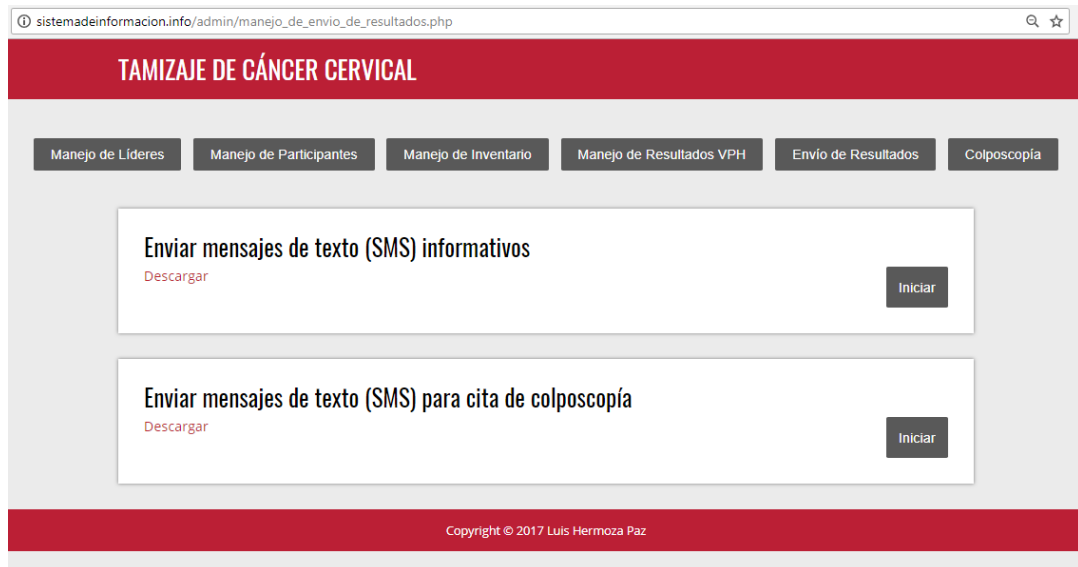 sistemadeinformacion.info/admin/manejo_de_envio_de_resultados.php
TAMIZAJE DE CÁNCER CERVICAL
Manejo de Líderes Manejo de Participantes Manejo de Inventario Manejo de Resultados VPH Envío de Resultados Colposcopía
Enviar mensajes de texto (SMS) informativos
Descargar
Iniciar
Enviar mensajes de texto (SMS) para cita de colposcopía
Descargar
Iniciar
Copyright © 2017 Luis Hermoza Paz